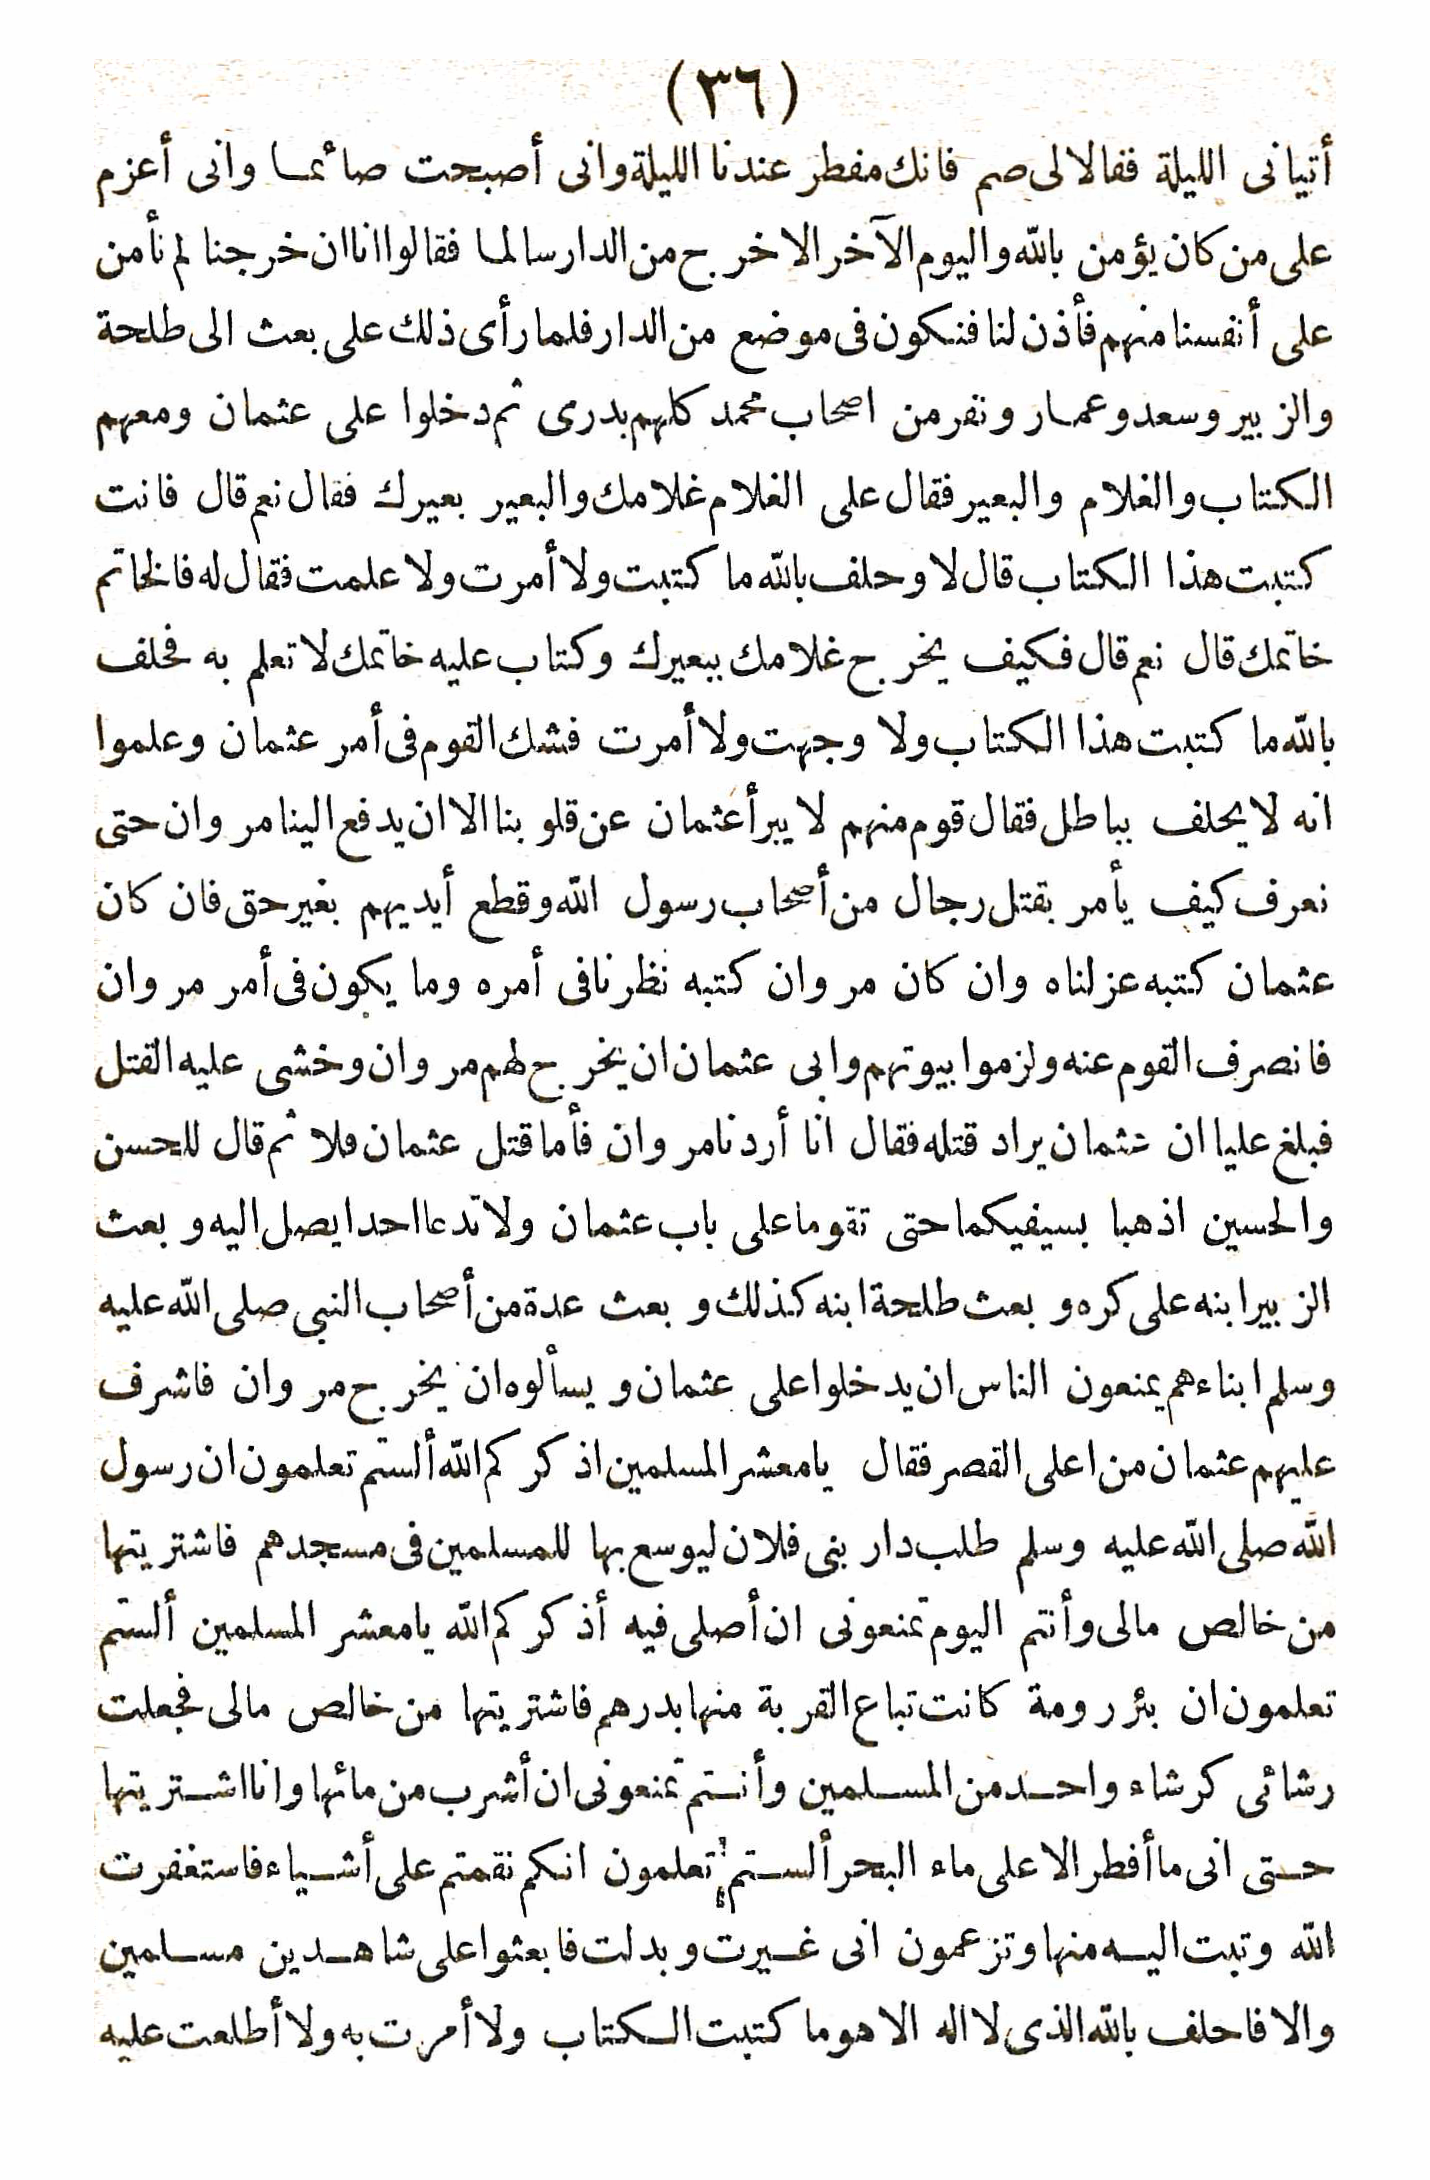 (٣٦)
أتيانى الليلة فقالا لى صم فانك مفطر عندنا الليلة وانى أصبحت صائما وانى أعزم
على من كان يؤمن بالله واليوم الآخر الا خرج من الدار سالما فقالوا اناان خرجنا لم نأمن
على أنفسنا منهم فأذن لنا فنكون فى موضع من الدار فلما رأى ذلك على بعث الى طلحة
والزبير وسعد وعمار ونفر من اصحاب محمد كلهم بدرى ثم دخلوا على عثمان ومعهم
الكتاب والغلام والبعير فقال على الغلام غلامك والبعير بعيرك فقال نعم قال فانت
كتبت هذا الكتاب قال لا وحلف بالله ما كتبت ولا أمرت ولا علمت فقال له فالخاتم
خاتمك قال نعم قال فكيف يخرج غلامك ببعيرك وكتاب عليه خاتمك لا تعلم به فحلف
بالله ما كتبت هذا الكتاب ولا وجهت ولا أمرت فشك القوم فى أمر عثمان وعلموا
انه لا يحلف بباطل فقال قوم منهم لا يبرأ عثمان عن قلوبنا الا ان يدفع الينا مروان حتى
نعرف كيف يأمر بقتل رجال من أصحاب رسول الله وقطع أيديهم بغير حق فان كان
عثمان كتبه عزلناه وان كان مروان كتبه نظرنا فى أمره وما يكون فى أمر مروان
فانصرف القوم عنه ولزموا بيوتهم وابى عثمان ان يخرج لهم مروان وخشى عليه القتل
فبلغ عليا ان عثمان يراد قتله فقال انا أردنا مروان فأما قتل عثمان فلا ثم قال للحسن
والحسين اذهبا بسيفيكما حتى تقوما على باب عثمان ولا تدعا احدا يصل اليه وبعث
الزبير ابنه على كره وبعث طلحة ابنه كذلك وبعث عدة من أصحاب النبى صلى الله عليه
وسلم ابناءهم يمنعون الناس ان يدخلوا على عثمان ويسألوه ان يخرج مروان فاشرف
عليهم عثمان من اعلى القصر فقال يا معشر المسلمين اذكركم الله ألستم تعلمون ان رسول
الله صلى الله عليه وسلم طلب دار بنى فلان ليوسع بها للمسلمين فى مسجدهم فاشتريتها
من خالص مالى وأنتم اليوم تمنعونى ان أصلى فيه أذكركم الله يا معشر المسلمين ألستم
تعلمون ان بئر رومة كانت تباع القربة منها بدرهم فاشتريتها من خالص مالى فجعلت
رشائى كرشاء واحد من المسلمين وأنتم تمنعونى ان أشرب من مائها وانا اشتريتها
حتى انى ما أفطر الا على ماء البحر ألستم تعلمون انكم نقمتم على أشياء فاستغفرت
الله وتبت اليه منها وتزعمون انى غيرت وبدلت فابعثوا على شاهدين مسلمين
والا فاحلف بالله الذى لا اله الا هو ما كتبت الكتاب ولا أمرت به ولا أطلعت عليه